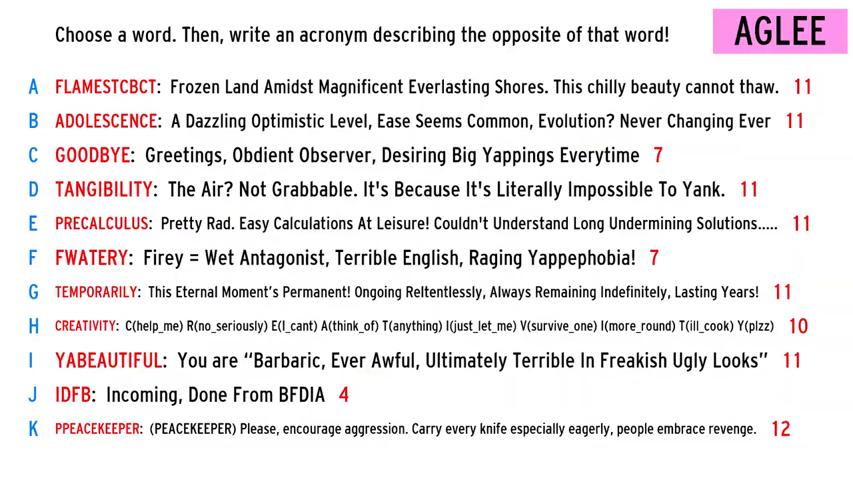 Choose a word. Then, write an acronym describing the opposite of that word!
AGLEE
A FLAMESTCBCT: Frozen Land Amidst Magnificent Everlasting Shores. This chilly beauty cannot thaw. 11
B ADOLESCENCE: A Dazzling Optimistic Level, Ease Seems Common, Evolution? Never Changing Ever 11
C GOODBYE: Greetings, Obdient Observer, Desiring Big Yappings Everytime 7
D TANGIBILITY: The Air? Not Grabbable. It's Because It's Literally Impossible To Yank. 11
E PRECALCULUS: Pretty Rad. Easy Calculations At Leisure! Couldn't Understand Long Undermining Solutions..... 11
F FWATERY: Firey = Wet Antagonist, Terrible English, Raging Yappephobia! 7
G TEMPORARILY: This Eternal Moment's Permanent! Ongoing Reltentlessly, Always Remaining Indefinitely, Lasting Years! 11
H CREATIVITY: C(help_me) R(no_seriously) E(I_cant) A(think_of) T(anything) I(just_let_me) V(survive_one) I(more_round) T(ill_cook) Y(plzz) 10
I YABEAUTIFUL: You are “Barbaric, Ever Awful, Ultimately Terrible In Freakish Ugly Looks” 11
J IDFB: Incoming, Done From BFDIA 4
K PPEACEKEEPER: (PEACEKEEPER) Please, encourage aggression. Carry every knife especially eagerly, people embrace revenge. 12